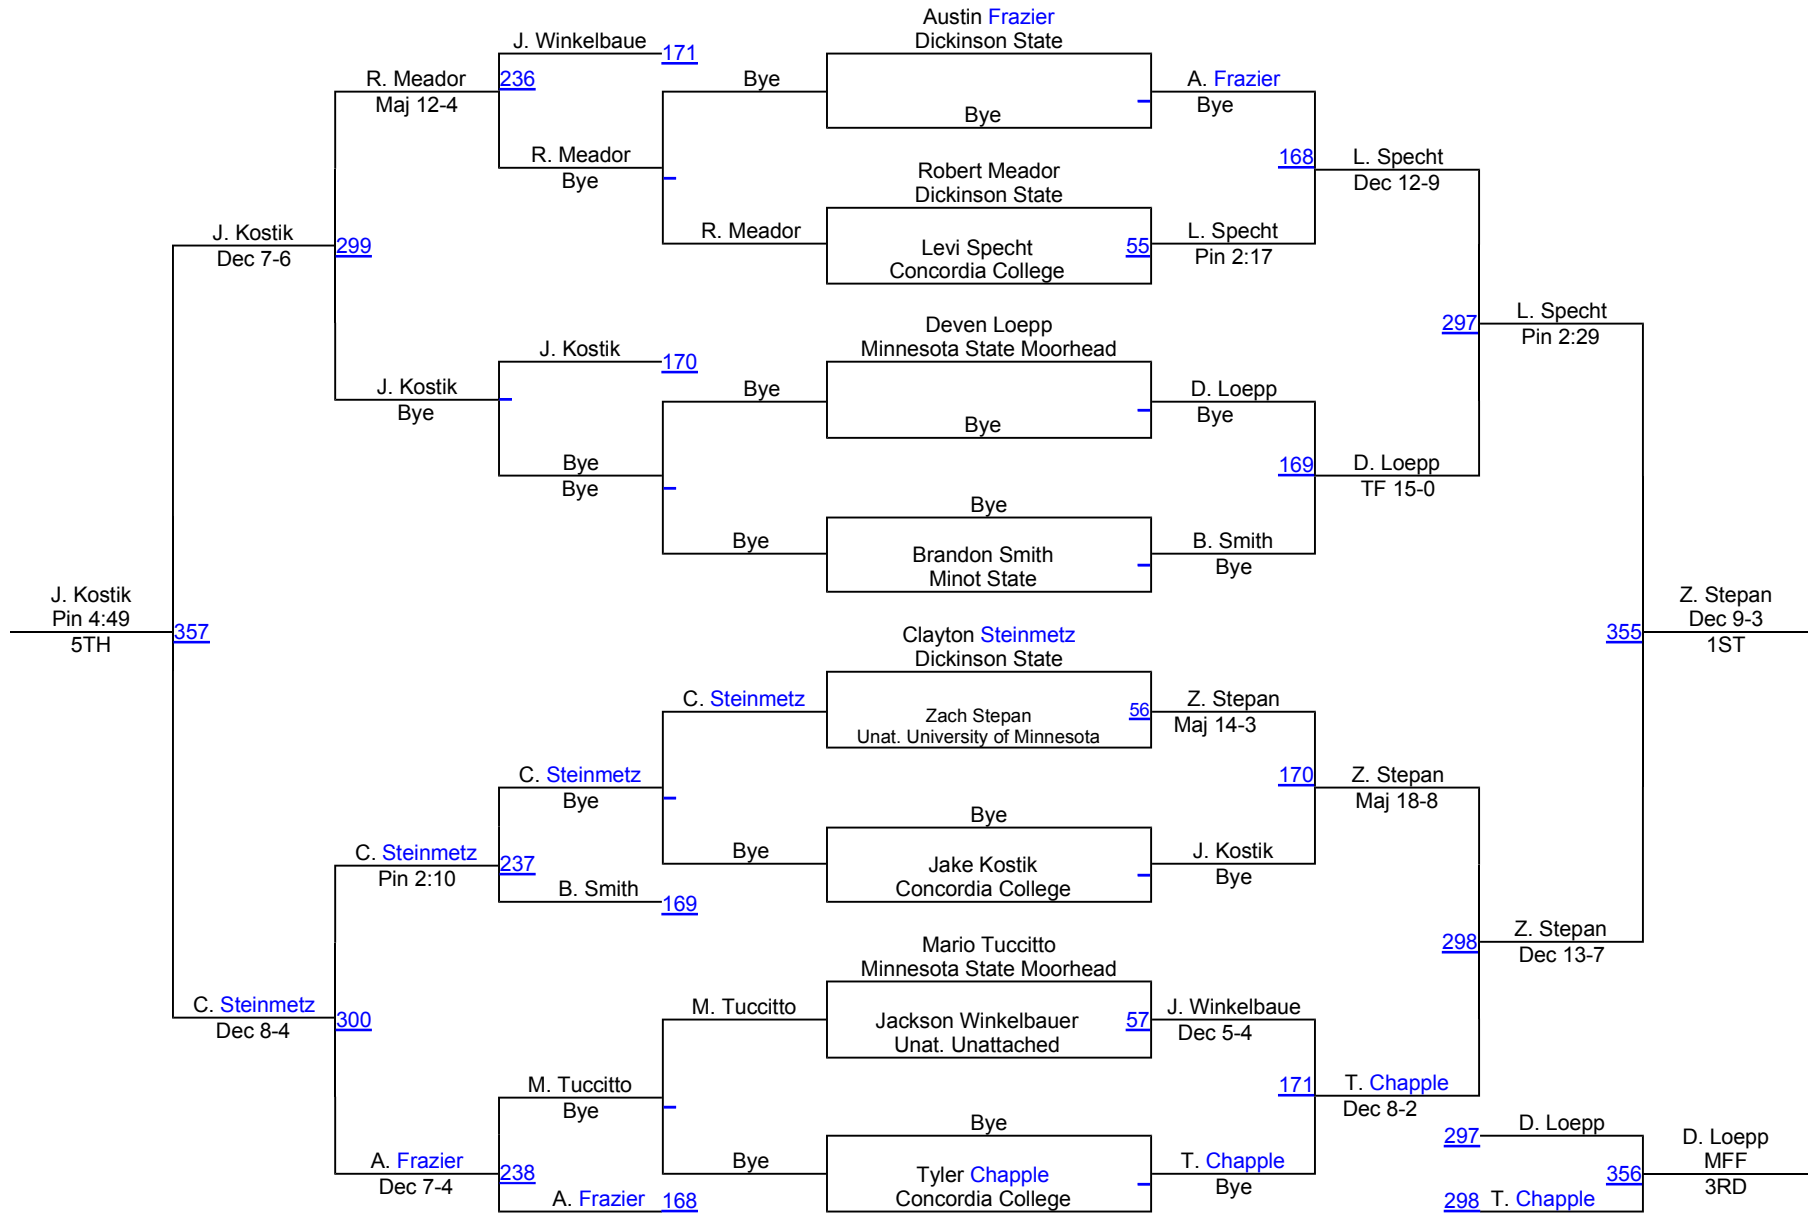 Austin Frazier
Dickinson State
J. Winkelbaue
171
236
R. Meador
Maj 12-4
Bye
A. Frazier
Bye
Bye
R. Meador
Bye
168
L. Specht
Dec 12-9
Robert Meador
Dickinson State
R. Meador
Levi Specht
Concordia College
55
L. Specht
Pin 2:17
J. Kostik
Dec 7-6
299
297
L. Specht
Pin 2:29
Deven Loepp
Minnesota State Moorhead
J. Kostik
170
J. Kostik
Bye
Bye
D. Loepp
Bye
Bye
Bye
Bye
169
D. Loepp
TF 15-0
Bye
Bye
Brandon Smith
Minot State
B. Smith
Bye
J. Kostik
Pin 4:49
5TH
357
Z. Stepan
Dec 9-3
1ST
355
Clayton Steinmetz
Dickinson State
C. Steinmetz
Zach Stepan
Unat. University of Minnesota
56
Z. Stepan
Maj 14-3
C. Steinmetz
Bye
170
Z. Stepan
Maj 18-8
Bye
Bye
Jake Kostik
Concordia College
J. Kostik
Bye
C. Steinmetz
Pin 2:10
237
B. Smith
169
298
Z. Stepan
Dec 13-7
Mario Tuccitto
Minnesota State Moorhead
C. Steinmetz
Dec 8-4
300
M. Tuccitto
Jackson Winkelbauer
Unat. Unattached
57
J. Winkelbaue
Dec 5-4
M. Tuccitto
Bye
171
T. Chapple
Dec 8-2
Bye
Bye
Tyler Chapple
Concordia College
T. Chapple
Bye
A. Frazier
Dec 7-4
238
A. Frazier
168
297
D. Loepp
D. Loepp
MFF
3RD
356
298
T. Chapple